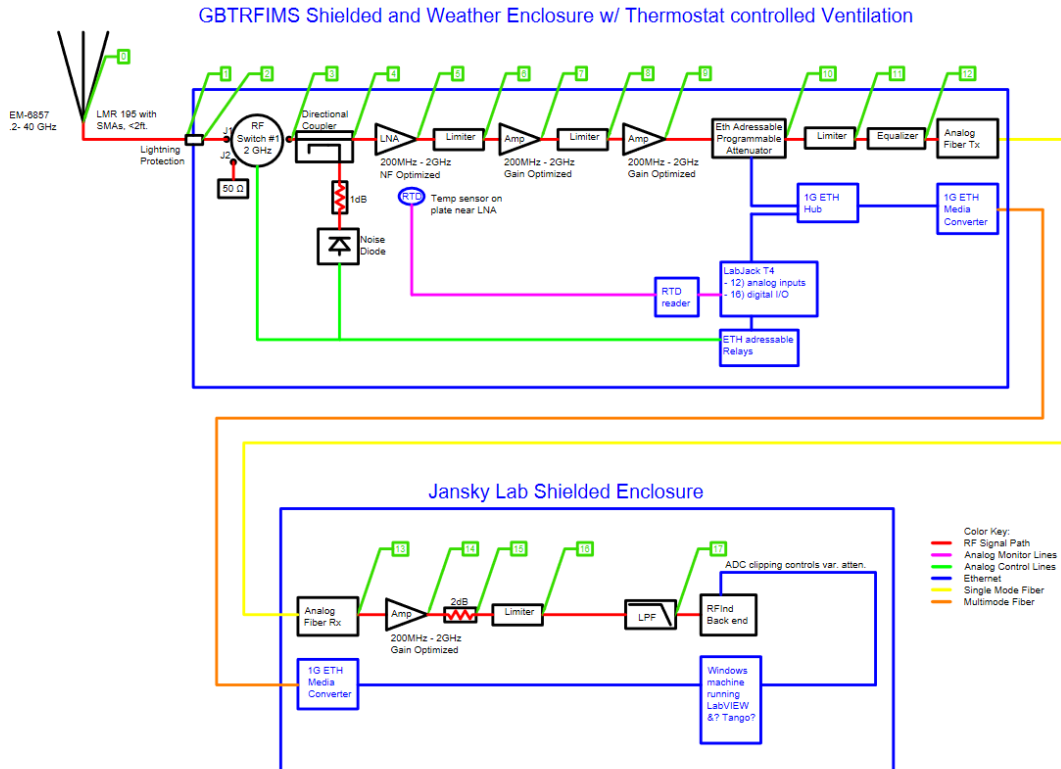 GBTRFIMS Shielded and Weather Enclosure w/ Thermostat controlled Ventilation
0
1
2
3
4
5
6
7
8
9
10
11
12
EM-6857
.2- 40 GHz
LMR 195 with
SMAs, <2ft.
Lightning
Protection
J1
J2
RF
Switch #1
2 GHz
50 Ω
Directional
Coupler
1dB
Noise
Diode
LNA
200MHz - 2GHz
NF Optimized
Limiter
Amp
200MHz - 2GHz
Gain Optimized
Limiter
Amp
200MHz - 2GHz
Gain Optimized
Eth Adressable
Programmable
Attenuator
Limiter
Equalizer
Analog
Fiber Tx
RTD
Temp sensor on
plate near LNA
1G ETH
Hub
1G ETH
Media
Converter
RTD
reader
LabJack T4
- 12) analog inputs
- 16) digital I/O
ETH adressable
Relays
Jansky Lab Shielded Enclosure
13
14
15
16
17
Analog
Fiber Rx
Amp
200MHz - 2GHz
Gain Optimized
2dB
Limiter
LPF
RFInd
Back end
ADC clipping controls var. atten.
1G ETH
Media
Converter
Windows
machine
running
LabVIEW
&? Tango?
Color Key:
RF Signal Path
Analog Monitor Lines
Analog Control Lines
Ethernet
Single Mode Fiber
Multimode Fiber